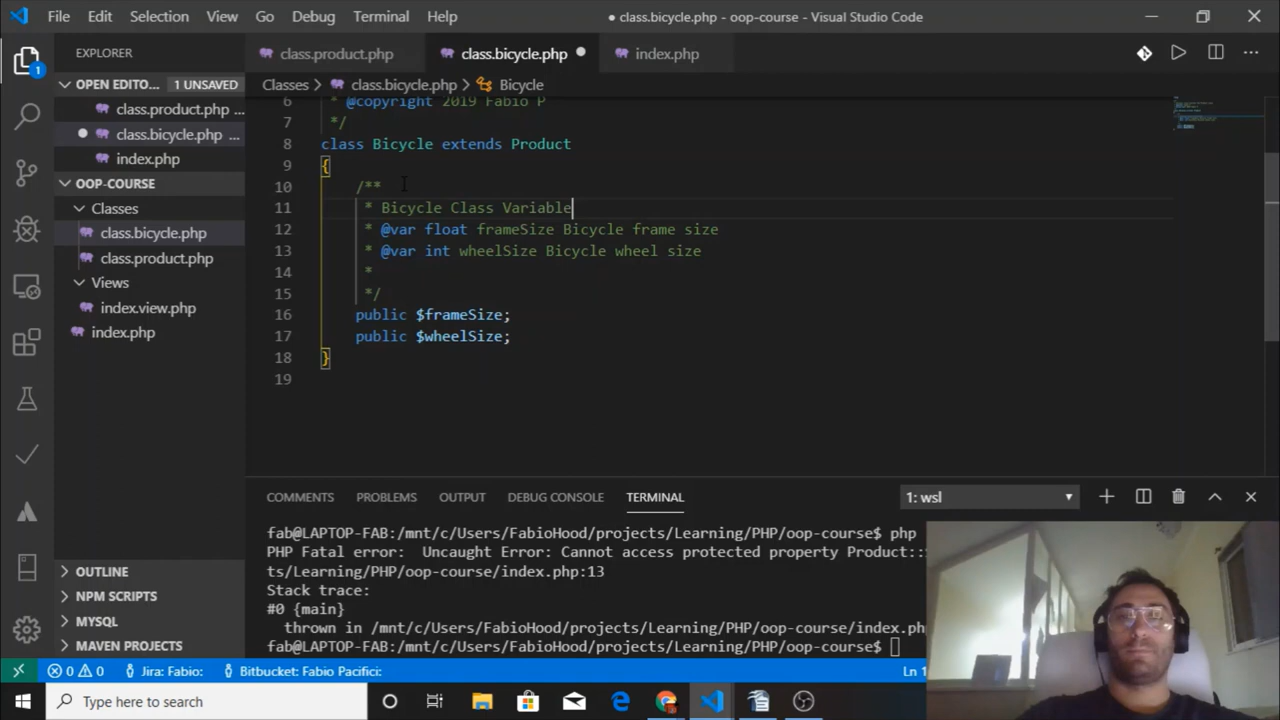 File Edit Selection View Go Debug Terminal Help
● class.bicycle.php - oop-course - Visual Studio Code
EXPLORER
OPEN EDITO... 1 UNSAVED
class.product.php ...
class.bicycle.php ...
index.php
OOP-COURSE
Classes
class.bicycle.php
class.product.php
Views
index.view.php
index.php
OUTLINE
NPM SCRIPTS
MYSQL
MAVEN PROJECTS
1
class.product.php class.bicycle.php index.php
Classes > class.bicycle.php > Bicycle
6 * @copyright 2019 Fabio P
7 */
8 class Bicycle extends Product
9 {
10 /**
11 * Bicycle Class Variable
12 * @var float frameSize Bicycle frame size
13 * @var int wheelSize Bicycle wheel size
14 *
15 */
16 public $frameSize;
17 public $wheelSize;
18 }
19
COMMENTS PROBLEMS OUTPUT DEBUG CONSOLE TERMINAL 1: wsl
fab@LAPTOP-FAB:/mnt/c/Users/FabioHood/projects/Learning/PHP/oop-course$ php
PHP Fatal error: Uncaught Error: Cannot access protected property Product::
ts/Learning/PHP/oop-course/index.php:13
Stack trace:
#0 {main}
thrown in /mnt/c/Users/FabioHood/projects/Learning/PHP/oop-course/index.php
fab@LAPTOP-FAB:/mnt/c/Users/FabioHood/projects/Learning/PHP/oop-course$
0 0 Jira: Fabio: Bitbucket: Fabio Pacifici: Ln 1
Type here to search